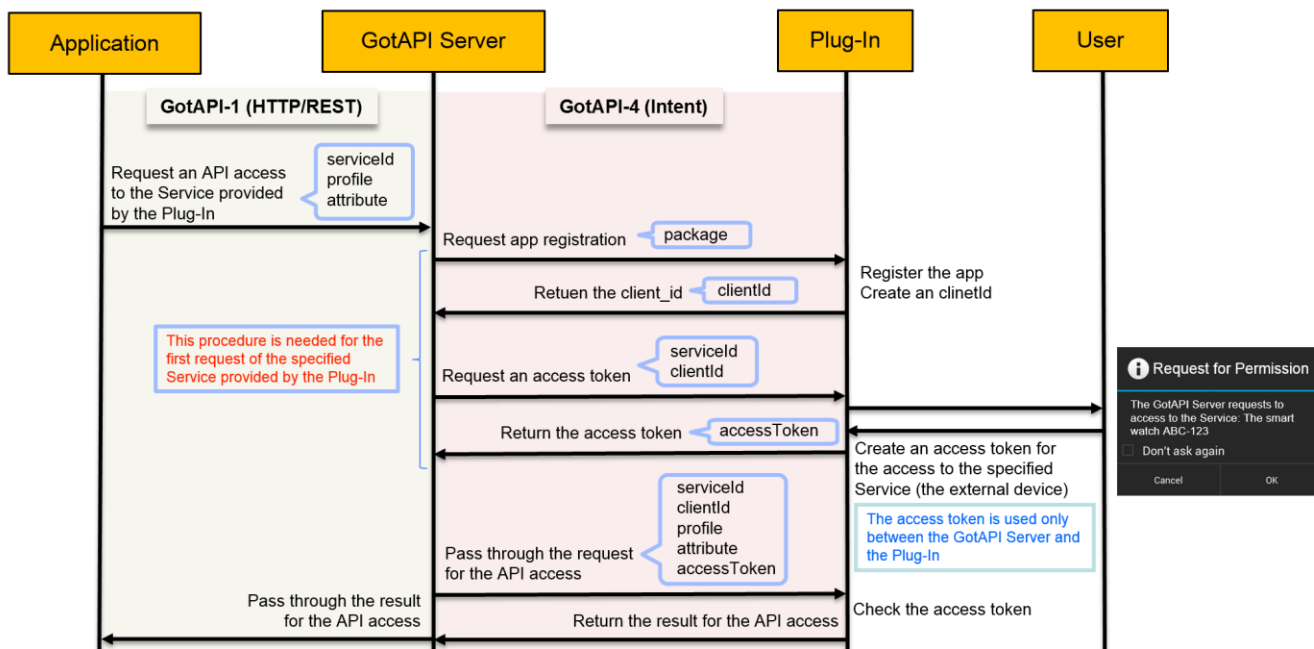 Application
GotAPI Server
Plug-In
User
GotAPI-1 (HTTP/REST)
GotAPI-4 (Intent)
Request an API access
to the Service provided
by the Plug-In
serviceId
profile
attribute
Request app registration
package
Register the app
Create an clinetId
Retuen the client_id
clientId
This procedure is needed for the
first request of the specified
Service provided by the Plug-In
serviceId
clientId
Request an access token
Request for Permission
The GotAPI Server requests to
access to the Service: The smart
watch ABC-123
Don't ask again
Cancel
OK
Return the access token
accessToken
Create an access token for
the access to the specified
Service (the external device)
The access token is used only
between the GotAPI Server and
the Plug-In
serviceId
clientId
profile
attribute
accessToken
Pass through the request
for the API access
Check the access token
Pass through the result
for the API access
Return the result for the API access